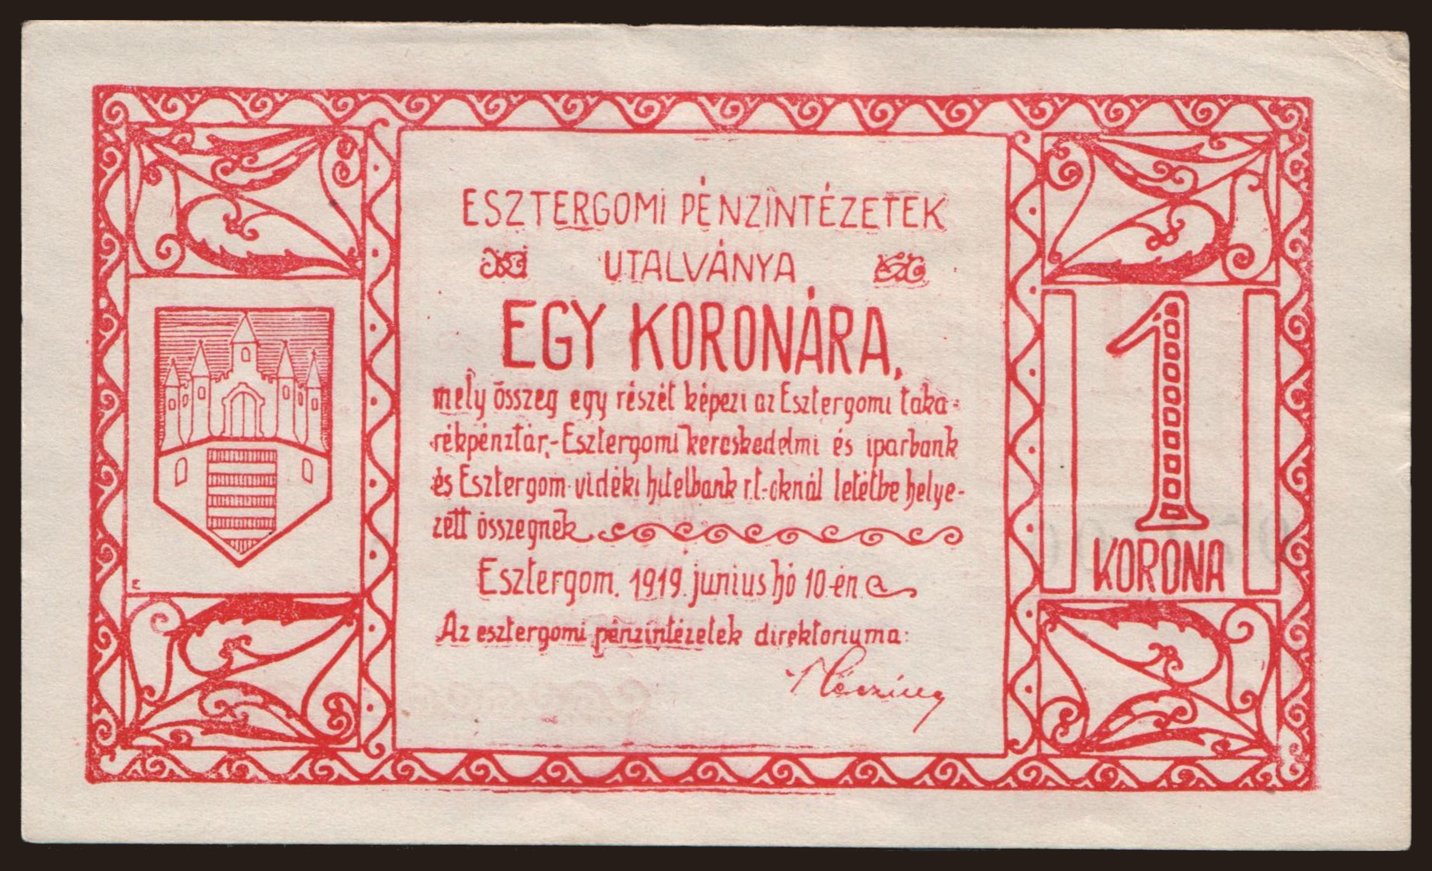 ESZTERGOMI PÉNZINTÉZETEK
UTALVÁNYA
EGY KORONÁRA,
mely összeg egy részét képezi az Esztergomi taka-
rékpénztár,- Esztergomi kereskedelmi és iparbank
és Esztergom-vidéki hitelbank r.t.-oknál letétbe helye-
zett összegnek
Esztergom, 1919. junius hó 10-én
Az esztergomi pénzintézetek direktoriuma:
1
KORONA